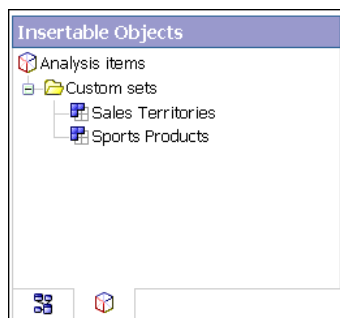 Insertable Objects
Analysis items
Custom sets
Sales Territories
Sports Products